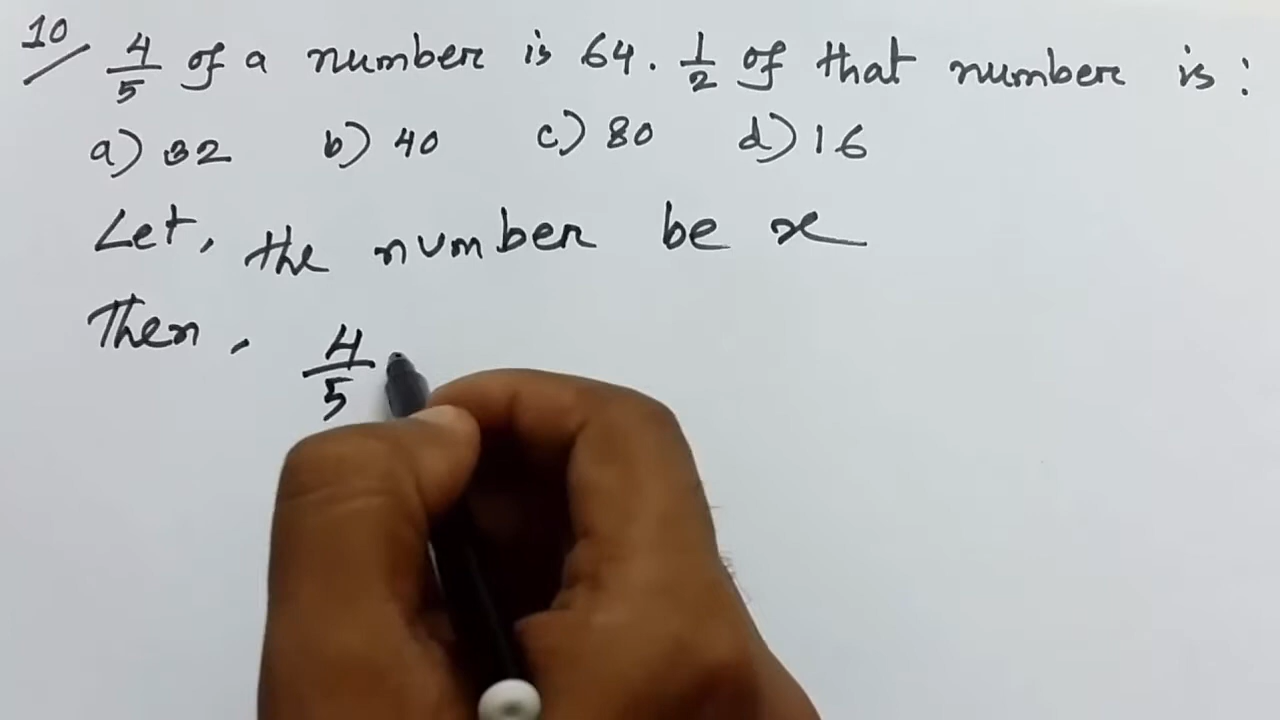 10/ 4/5 of a number is 64. 1/2 of that number is :
a) 32 b) 40 c) 80 d) 16
Let, the number be x
Then, 4/5